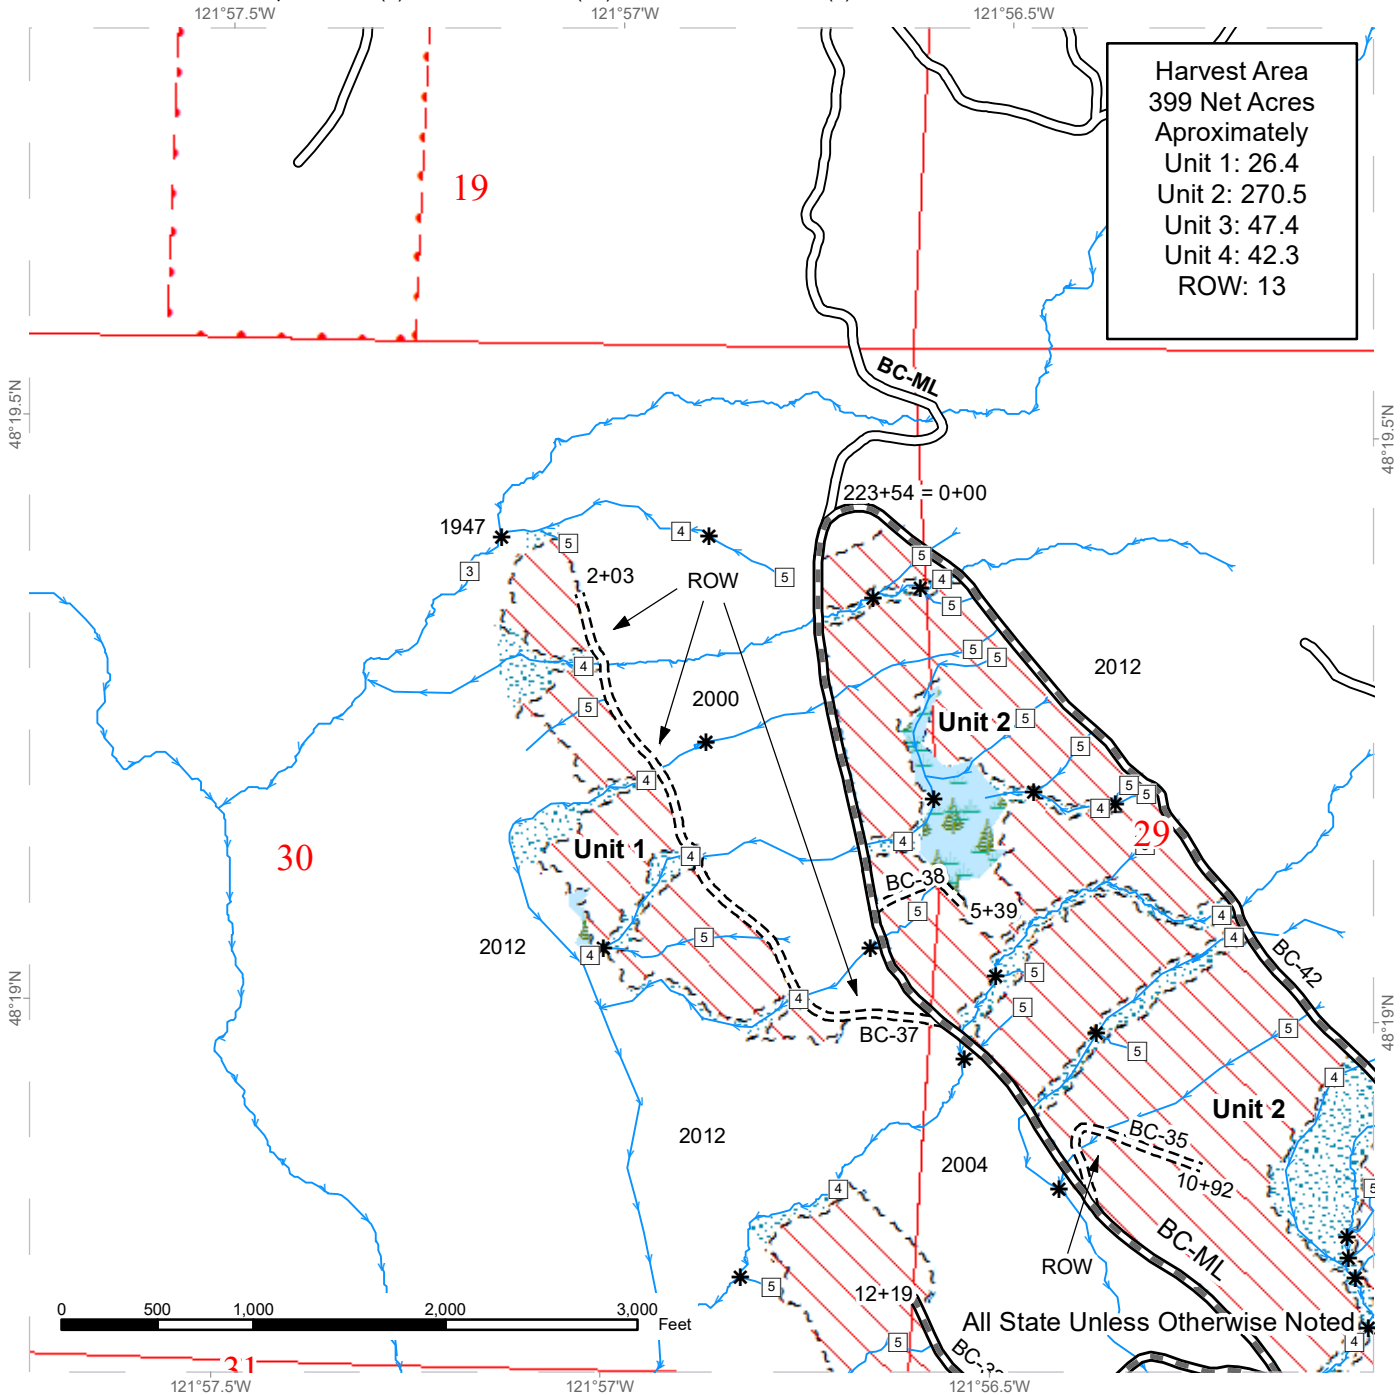 121°57.5'W
121°57'W
121°56.5'W
Harvest Area
399 Net Acres
Aproximately
Unit 1: 26.4
Unit 2: 270.5
Unit 3: 47.4
Unit 4: 42.3
ROW: 13
19
BC-ML
48°19.5'N
48°19.5'N
223+54 = 0+00
1947
4
5
5
5
3
5
4
2+03
ROW
5
4
5
5
2012
2000
5
Unit 2
5
5
4
5
5
4
29
Unit 1
4
4
30
BC-38
5
5+39
4
2012
5
4
4
BC-42
5
48°19'N
4
5
48°19'N
BC-37
5
5
4
Unit 2
2012
BC-35
2004
10+92
4
5
BC-ML
ROW
5
12+19
0
500
1,000
2,000
3,000
Feet
All State Unless Otherwise Noted
5
4
31
121°57.5'W
121°57'W
121°56.5'W